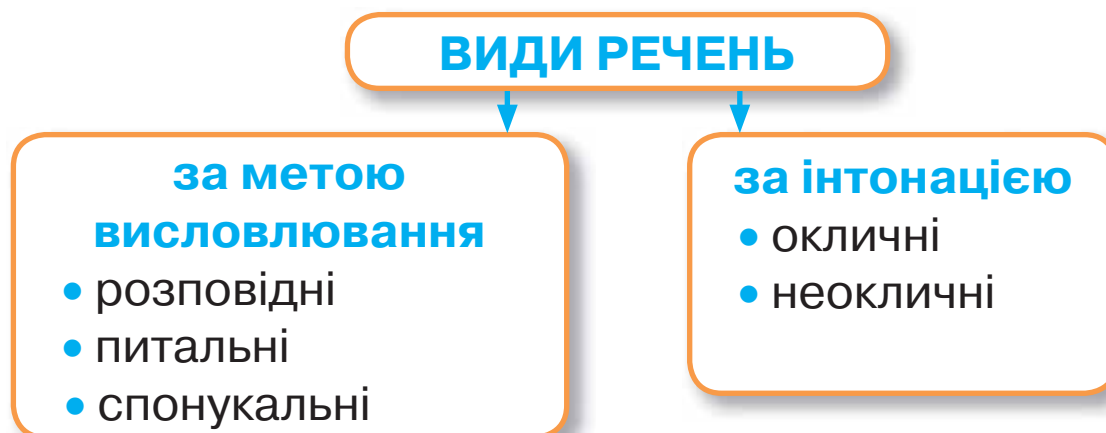 ВИДИ РЕЧЕНЬ
за метою
висловлювання
• розповідні
• питальні
• спонукальні
за інтонацією
• окличні
• неокличні